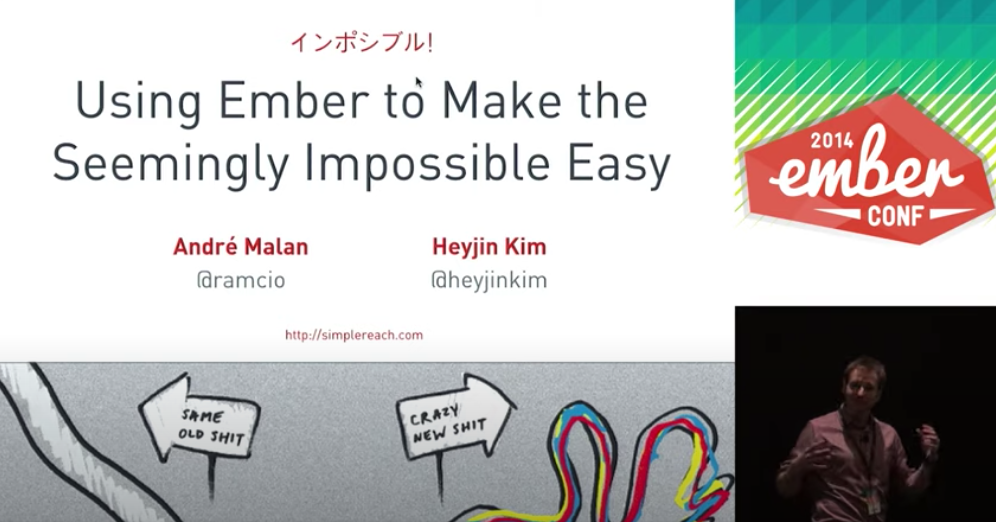 インポシブル!
Using Ember to Make the
Seemingly Impossible Easy
André Malan
@ramcio
Heyjin Kim
@heyjinkim
http://simplereach.com
SAME
OLD SHIT
CRAZY
NEW SHIT
2014
ember
CONF